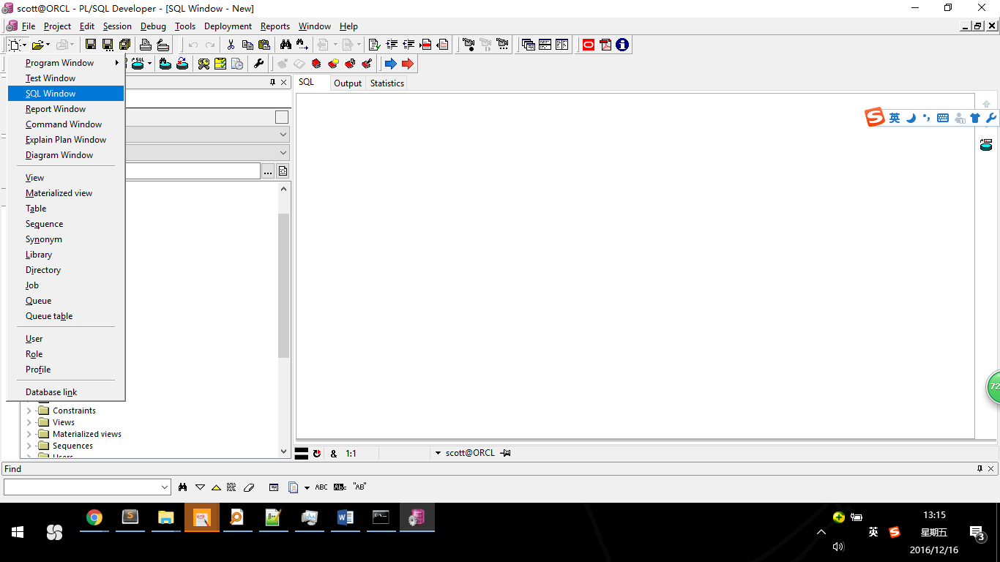 scott@ORCL - PL/SQL Developer - [SQL Window - New]
File Project Edit Session Debug Tools Deployment Reports Window Help
Program Window
Test Window
SQL Window
Report Window
Command Window
Explain Plan Window
Diagram Window
View
Materialized view
Table
Sequence
Synonym
Library
Directory
Job
Queue
Queue table
User
Role
Profile
Database link
Constraints
Views
Materialized views
Sequences
Users
SQL Output Statistics
英
& 1:1 scott@ORCL
72
Find
ABC "AB"
英
13:15
星期五
2016/12/16
3